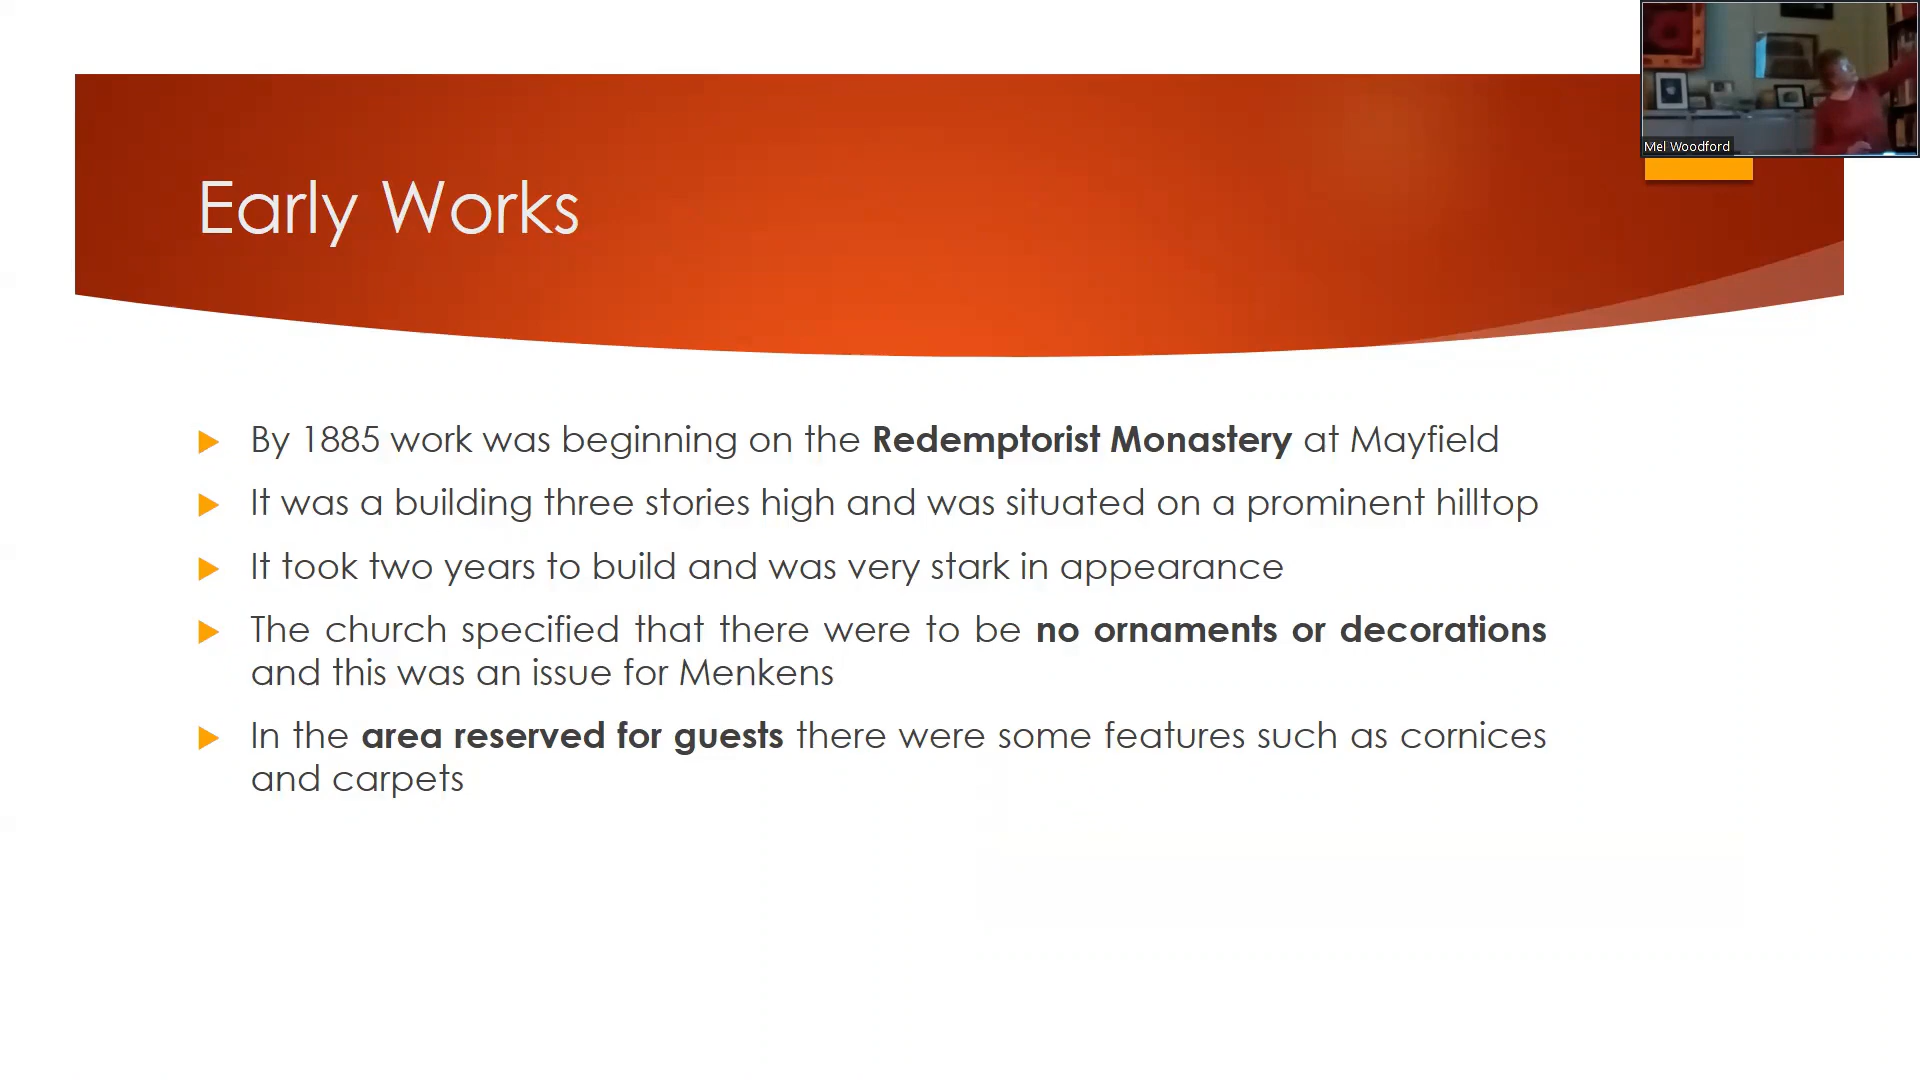 Mel Woodford
Early Works
By 1885 work was beginning on the Redemptorist Monastery at Mayfield
It was a building three stories high and was situated on a prominent hilltop
It took two years to build and was very stark in appearance
The church specified that there were to be no ornaments or decorations
and this was an issue for Menkens
In the area reserved for guests there were some features such as cornices
and carpets